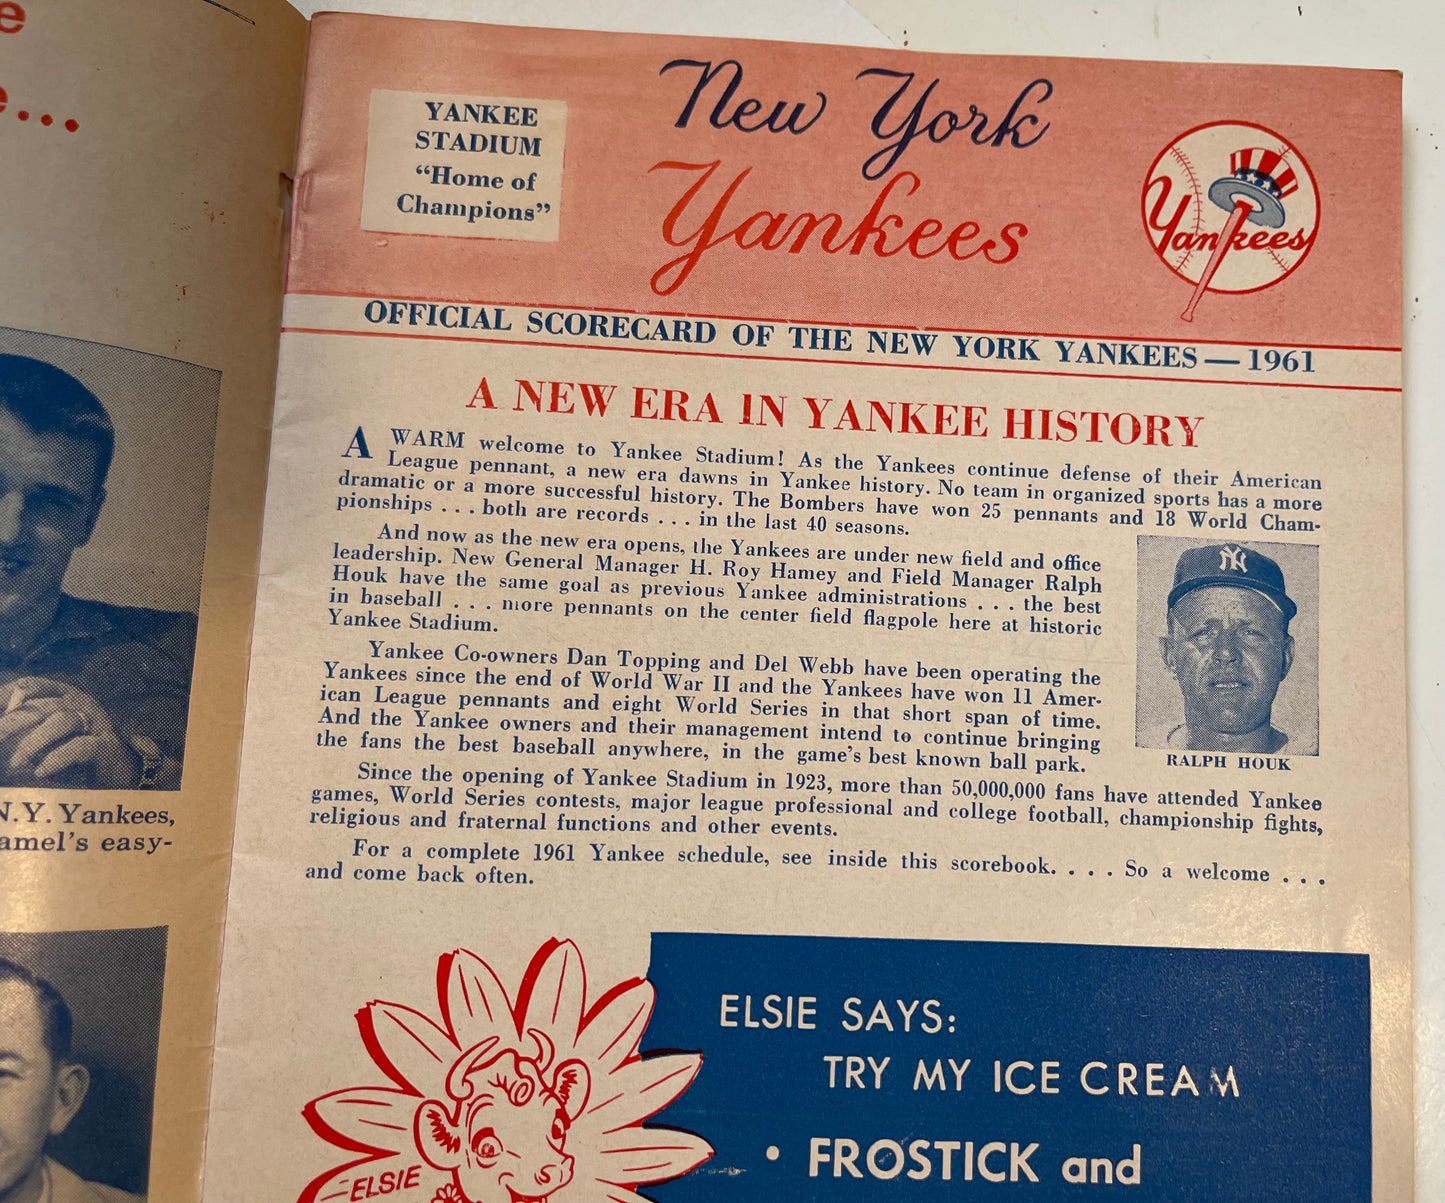 e...
N.Y. Yankees,
amel's easy-
YANKEE
STADIUM
“Home of
Champions”
New York
Yankees
Yankees
OFFICIAL SCORECARD OF THE NEW YORK YANKEES — 1961
A NEW ERA IN YANKEE HISTORY
A WARM welcome to Yankee Stadium! As the Yankees continue defense of their American
League pennant, a new era dawns in Yankee history. No team in organized sports has a more
dramatic or a more successful history. The Bombers have won 25 pennants and 18 World Cham-
pionships . . . both are records . . . in the last 40 seasons.
And now as the new era opens, the Yankees are under new field and office
leadership. New General Manager H. Roy Hamey and Field Manager Ralph
Houk have the same goal as previous Yankee administrations . . . the best
in baseball . . . more pennants on the center field flagpole here at historic
Yankee Stadium.
Yankee Co-owners Dan Topping and Del Webb have been operating the
Yankees since the end of World War II and the Yankees have won 11 Amer-
ican League pennants and eight World Series in that short span of time.
And the Yankee owners and their management intend to continue bringing
the fans the best baseball anywhere, in the game's best known ball park.
RALPH HOUK
Since the opening of Yankee Stadium in 1923, more than 50,000,000 fans have attended Yankee
games, World Series contests, major league professional and college football, championship fights,
religious and fraternal functions and other events.
For a complete 1961 Yankee schedule, see inside this scorebook. . . . So a welcome . . .
and come back often.
ELSIE SAYS:
TRY MY ICE CREAM
• FROSTICK and
ELSIE